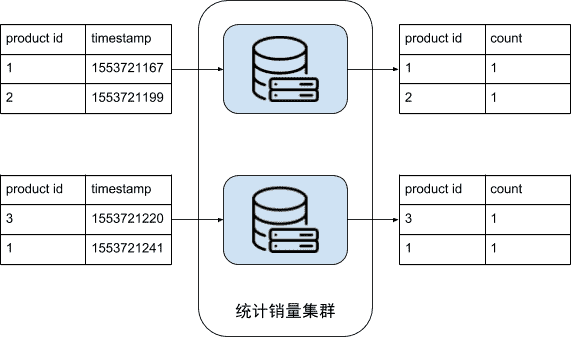 product id timestamp
1 1553721167
2 1553721199
product id count
1 1
2 1
product id timestamp
3 1553721220
1 1553721241
product id count
3 1
1 1
统计销量集群